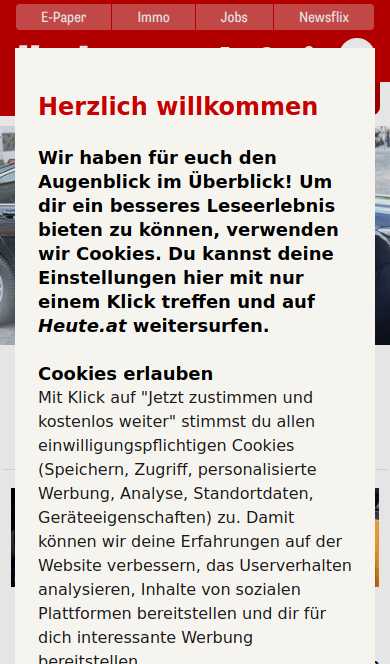 E-Paper Immo Jobs Newsflix
Herzlich willkommen
Wir haben für euch den
Augenblick im Überblick! Um
dir ein besseres Leseerlebnis
bieten zu können, verwenden
wir Cookies. Du kannst deine
Einstellungen hier mit nur
einem Klick treffen und auf
Heute.at weitersurfen.
Cookies erlauben
Mit Klick auf "Jetzt zustimmen und
kostenlos weiter" stimmst du allen
einwilligungspflichtigen Cookies
(Speichern, Zugriff, personalisierte
Werbung, Analyse, Standortdaten,
Geräteeigenschaften) zu. Damit
können wir deine Erfahrungen auf der
Website verbessern, das Userverhalten
analysieren, Inhalte von sozialen
Plattformen bereitstellen und dir für
dich interessante Werbung
bereitstellen